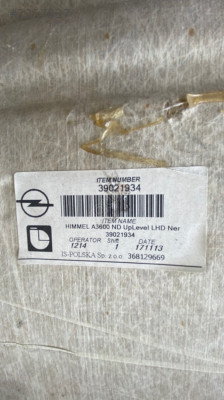 ITEM NUMBER
39021934
ITEM NAME
HIMMEL A3600 ND UpLevel LHD Ner
39021934
OPERATOR Shift DATE
1214 1 171113
IS-POLSKA Sp. z o.o. 368129669